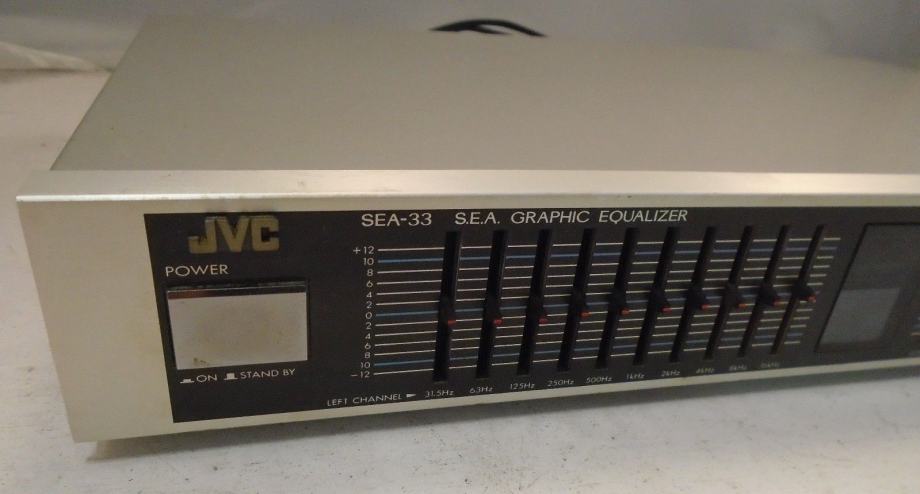 JVC
SEA-33 S.E.A. GRAPHIC EQUALIZER
POWER
+12
10
8
6
4
2
0
2
4
6
8
10
-12
ON STAND BY
LEFT CHANNEL 31.5Hz 63Hz 125Hz 250Hz 500Hz 1kHz 2kHz 4kHz 8kHz 16kHz